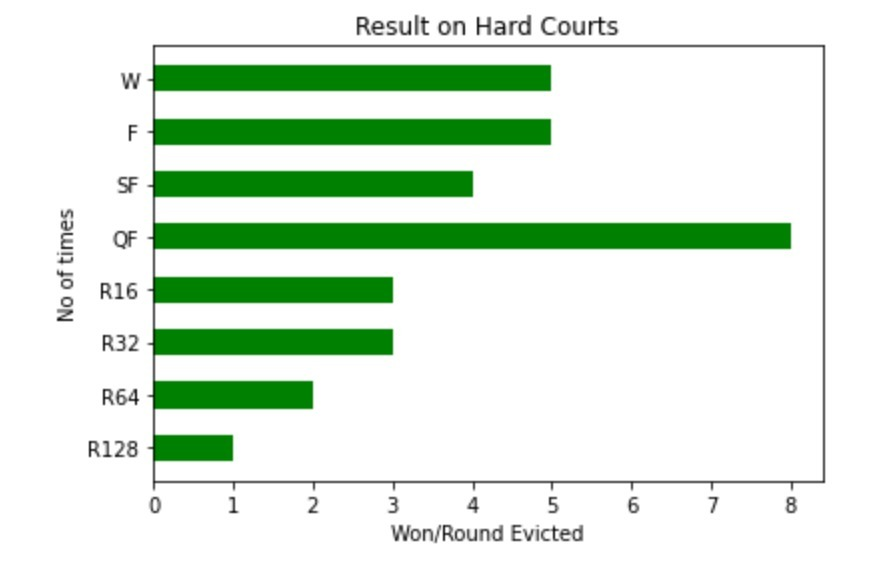 Result on Hard Courts
W
F
SF
QF
R16
R32
R64
R128
No of times
0 1 2 3 4 5 6 7 8
Won/Round Evicted